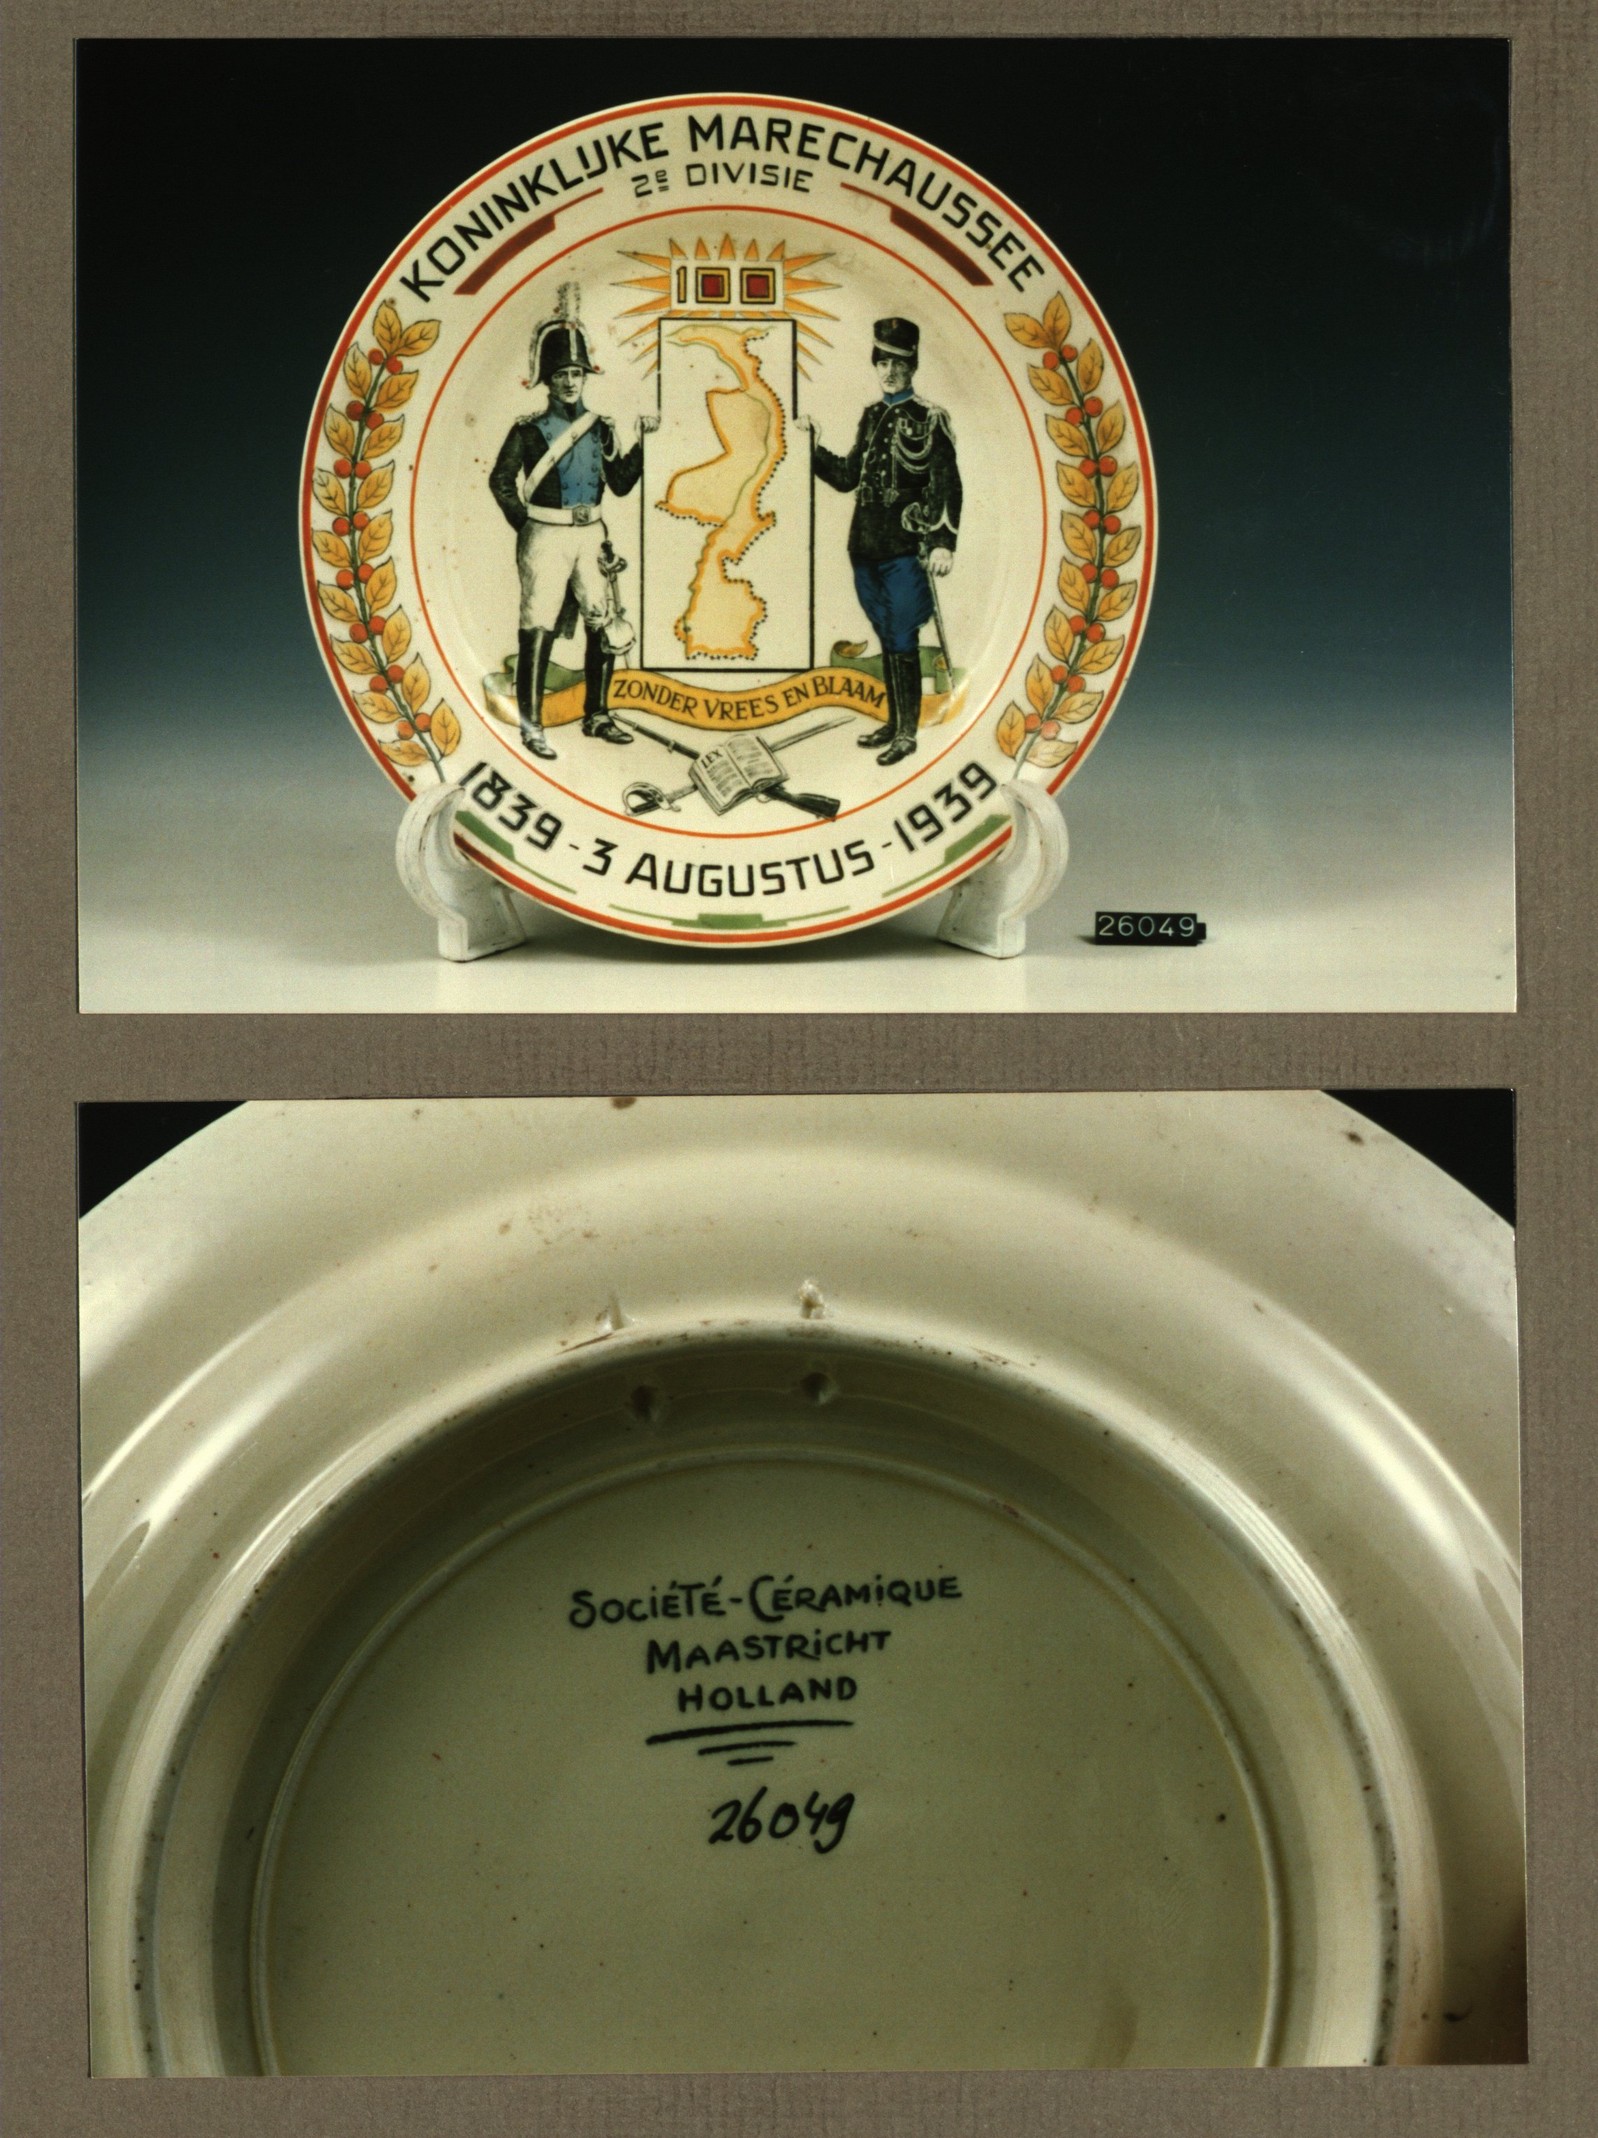 KONINKLIJKE MARECHAUSSEE
2e DIVISIE
100
ZONDER VREES EN BLAAM
LEX
1839 - 3 AUGUSTUS - 1939
26049
SOCIÉTÉ-CÉRAMIQUE
MAASTRICHT
HOLLAND
26049